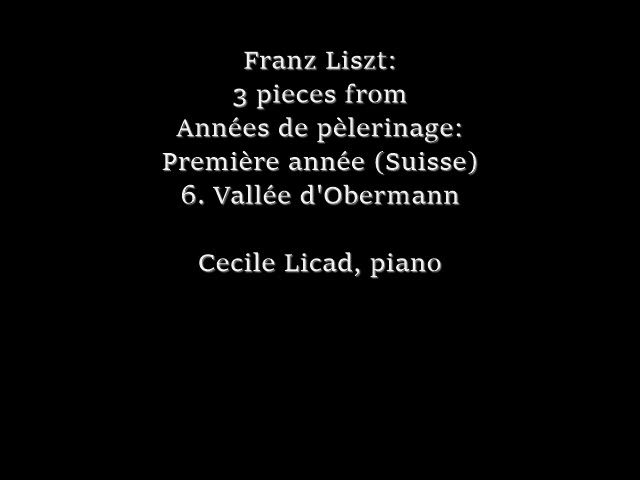 Franz Liszt:
3 pieces from
Années de pèlerinage:
Première année (Suisse)
6. Vallée d'Obermann
Cecile Licad, piano